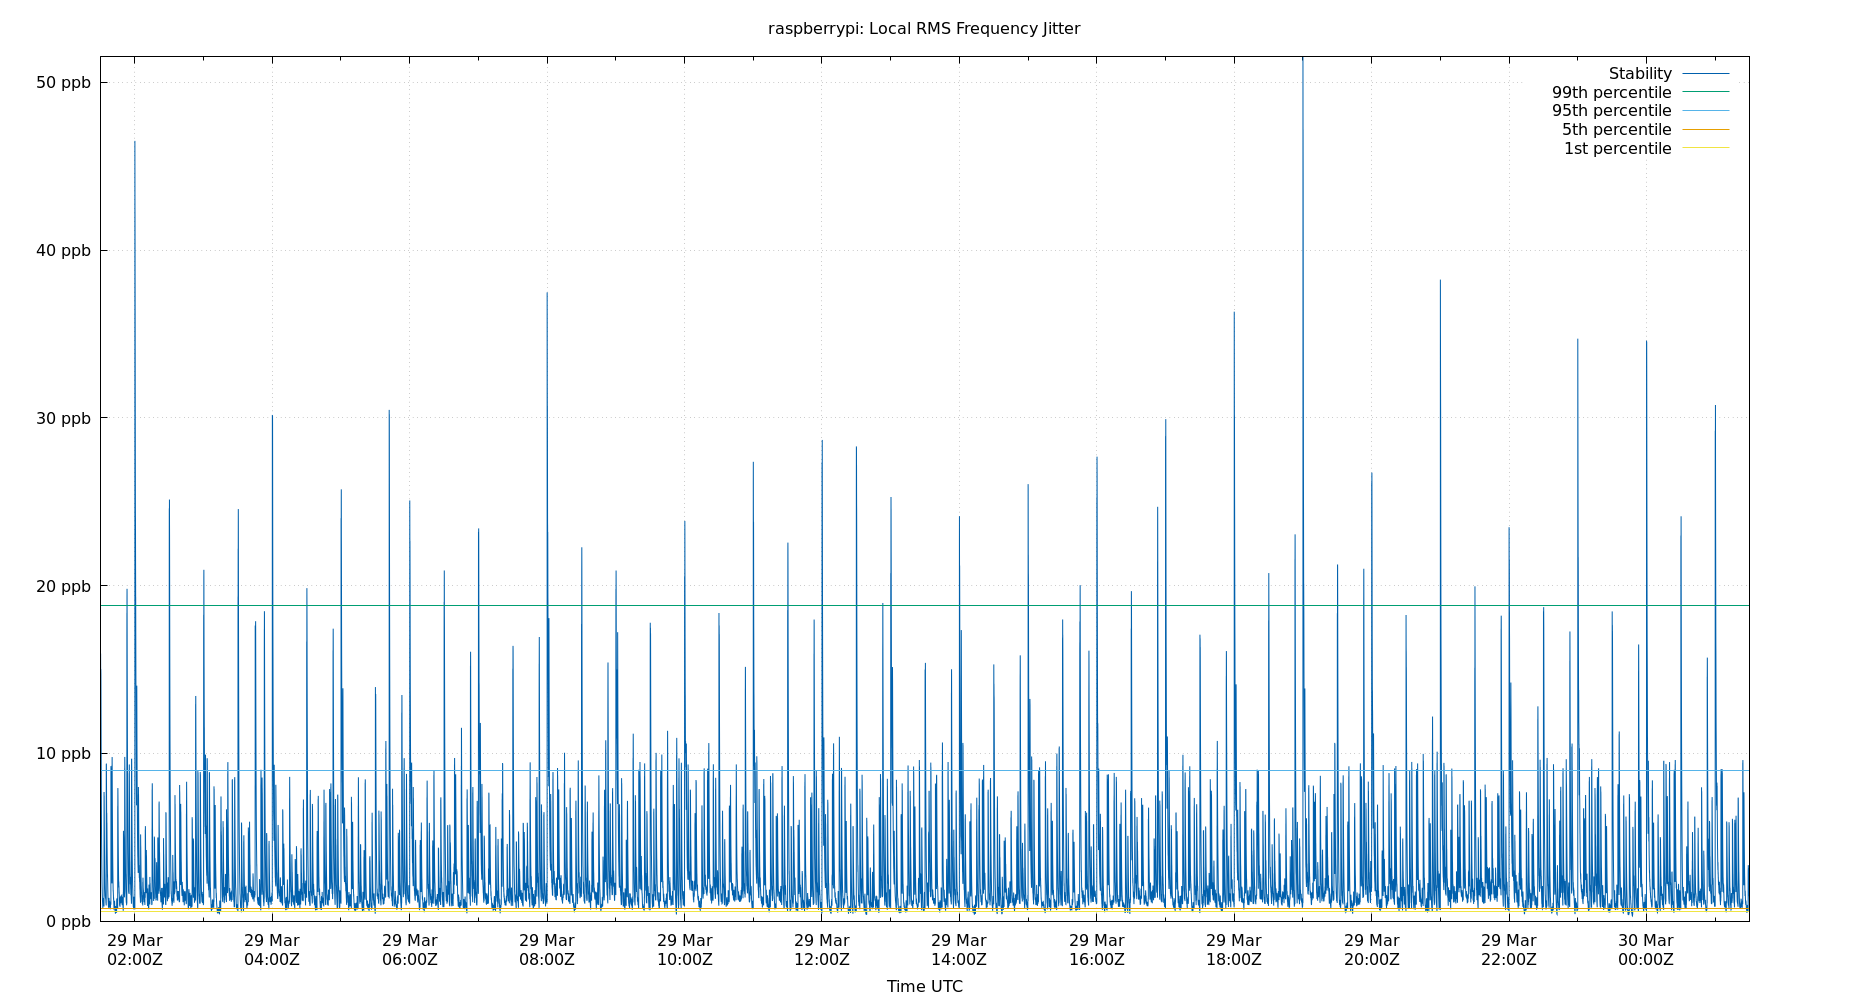 raspberrypi: Local RMS Frequency Jitter
50 ppb
40 ppb
30 ppb
20 ppb
10 ppb
0 ppb
Stability
99th percentile
95th percentile
5th percentile
1st percentile
29 Mar 29 Mar 29 Mar 29 Mar 29 Mar 29 Mar 29 Mar 29 Mar 29 Mar 29 Mar 29 Mar 30 Mar
02:00Z 04:00Z 06:00Z 08:00Z 10:00Z 12:00Z 14:00Z 16:00Z 18:00Z 20:00Z 22:00Z 00:00Z
Time UTC